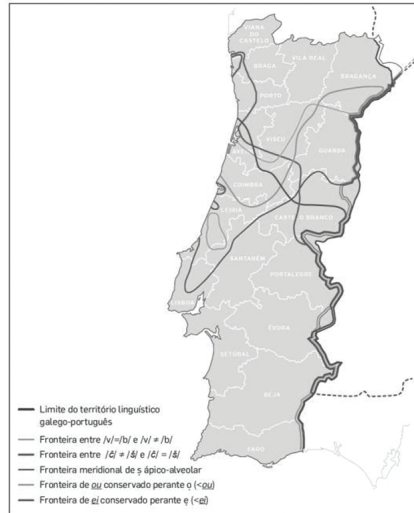 VIANA
DO
CASTELO
BRAGA
VILA REAL
BRAGANÇA
PORTO
VISEU
GUARDA
COIMBRA
LEIRIA
CASTELO BRANCO
SANTARÉM
PORTALEGRE
LISBOA
ÉVORA
SETÚBAL
BEJA
FARO
Limite do território linguístico
galego-português
Fronteira entre /v/=/b/ e /v/ ≠ /b/
Fronteira entre /ĉ/ ≠ /š/ e /ĉ/ = /š/
Fronteira meridional de ș ápico-alveolar
Fronteira de ou conservado perante ọ (<ou)
Fronteira de ei conservado perante ẹ (<ei)